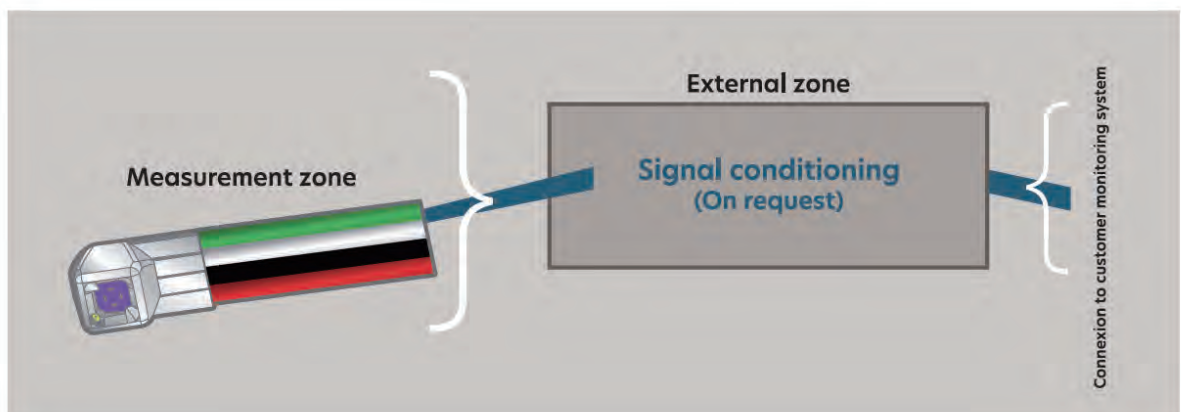 Measurement zone
External zone
Signal conditioning
(On request)
Connexion to customer monitoring system